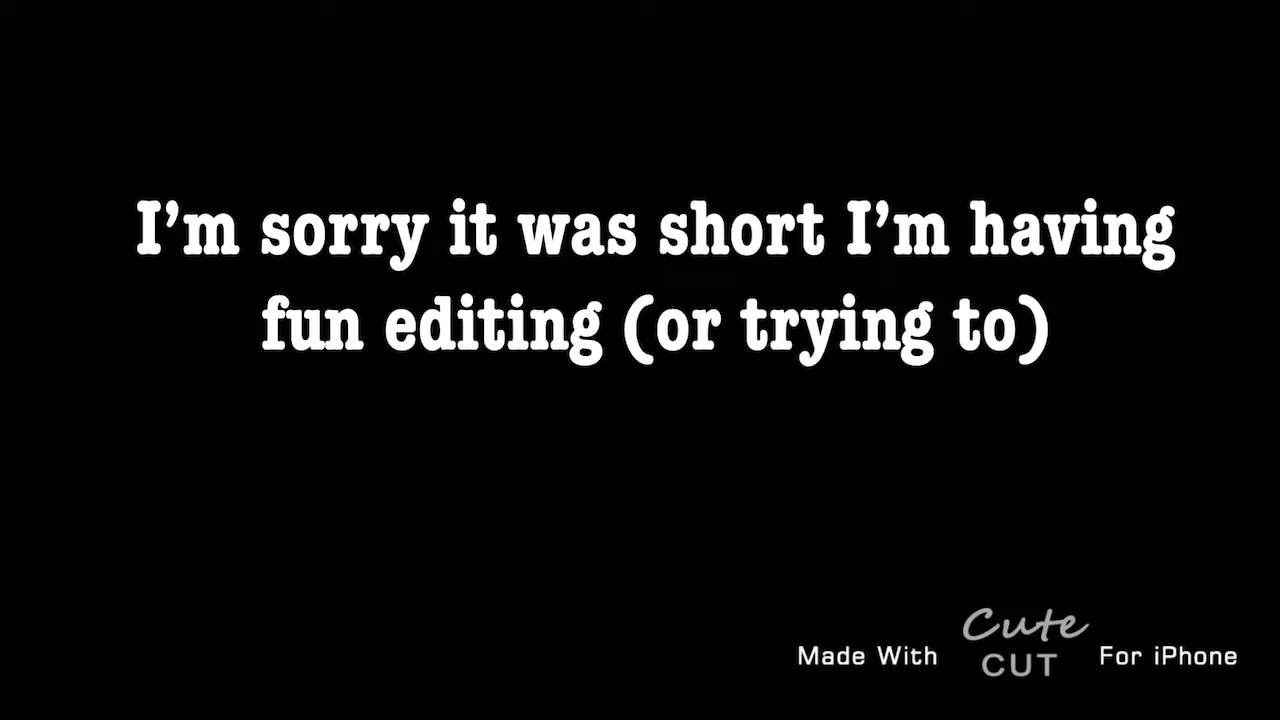 I’m sorry it was short I’m having
fun editing (or trying to)
Made With Cute CUT For iPhone